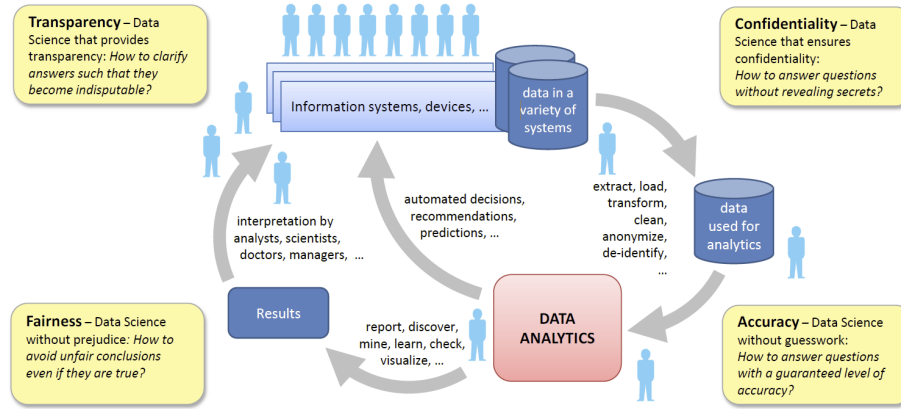 Transparency – Data
Science that provides
transparency: How to clarify
answers such that they
become indisputable?
Confidentiality – Data
Science that ensures
confidentiality:
How to answer questions
without revealing secrets?
Information systems, devices, ...
data in a
variety of
systems
extract, load,
transform,
clean,
anonymize,
de-identify,
...
data
used for
analytics
automated decisions,
recommendations,
predictions, ...
interpretation by
analysts, scientists,
doctors, managers, ...
Results
DATA
ANALYTICS
report, discover,
mine, learn, check,
visualize, ...
Fairness – Data Science
without prejudice: How to
avoid unfair conclusions
even if they are true?
Accuracy – Data Science
without guesswork:
How to answer questions
with a guaranteed level of
accuracy?